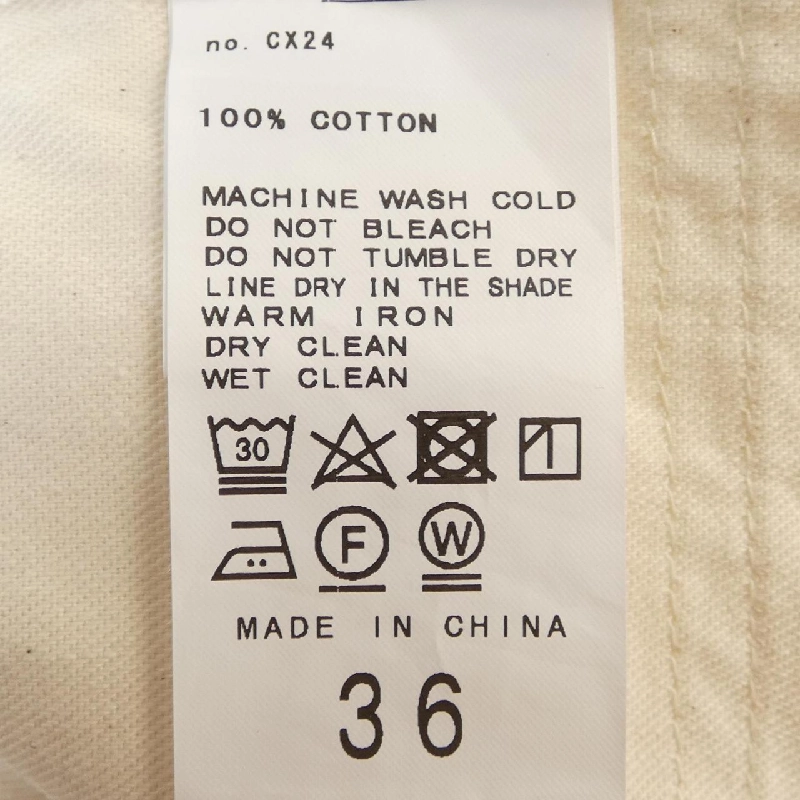 no. CX24
100% COTTON
MACHINE WASH COLD
DO NOT BLEACH
DO NOT TUMBLE DRY
LINE DRY IN THE SHADE
WARM IRON
DRY CLEAN
WET CLEAN
30
F W
MADE IN CHINA
36